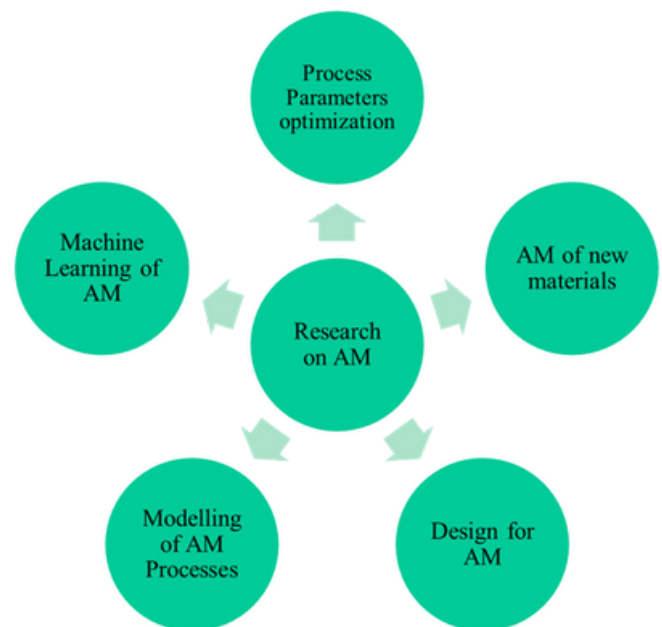 Process
Parameters
optimization
Machine
Learning of
AM
AM of new
materials
Research
on AM
Modelling
of AM
Processes
Design for
AM